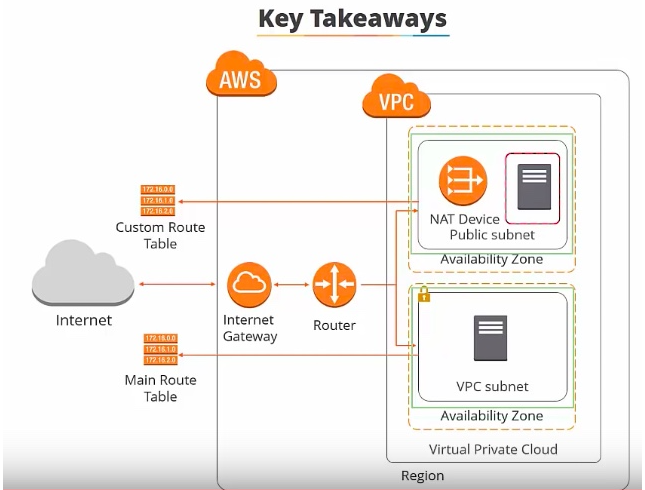 Key Takeaways
AWS
VPC
172.16.0.0
172.16.1.0
172.16.2.0
Custom Route
Table
NAT Device
Public subnet
Availability Zone
Internet
Internet
Gateway
Router
172.16.0.0
172.16.1.0
172.16.2.0
Main Route
Table
VPC subnet
Availability Zone
Virtual Private Cloud
Region